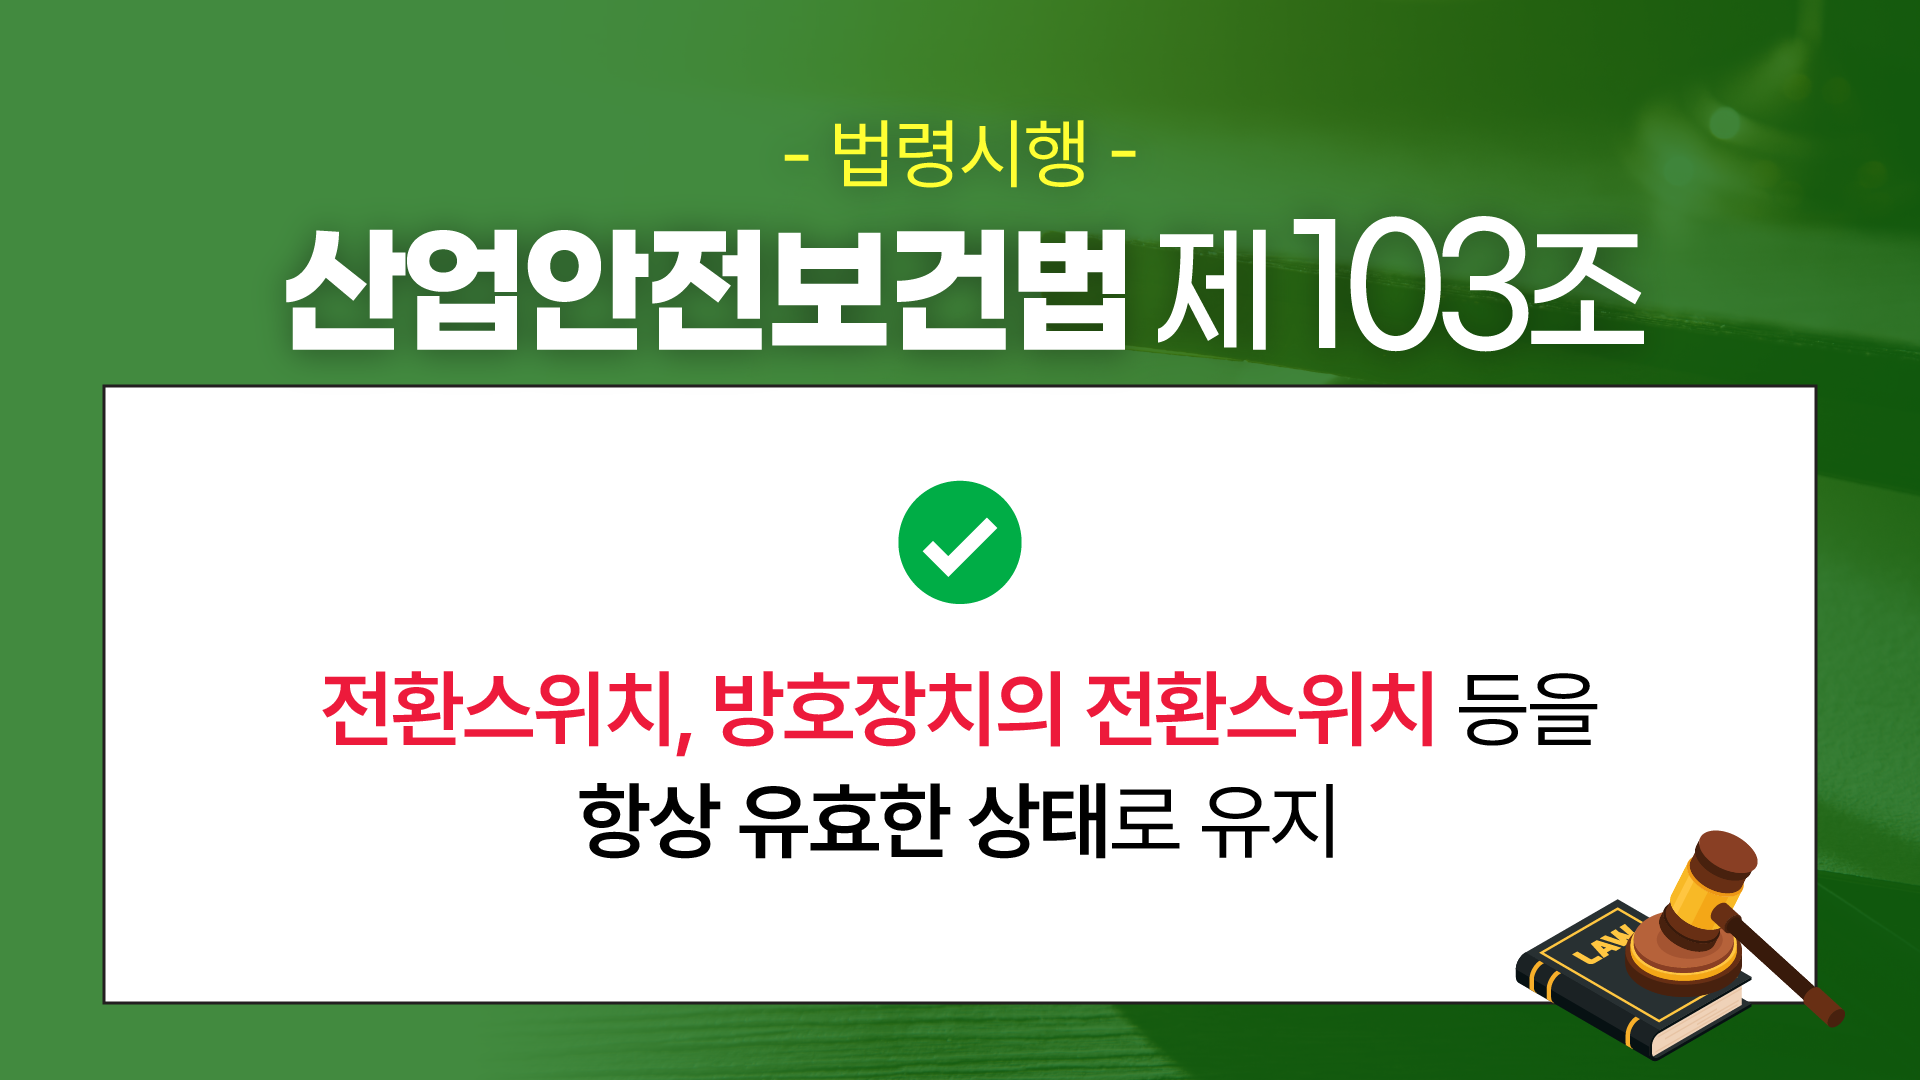 - 법령시행 -
산업안전보건법 제103조
전환스위치, 방호장치의 전환스위치 등을
항상 유효한 상태로 유지
LAW